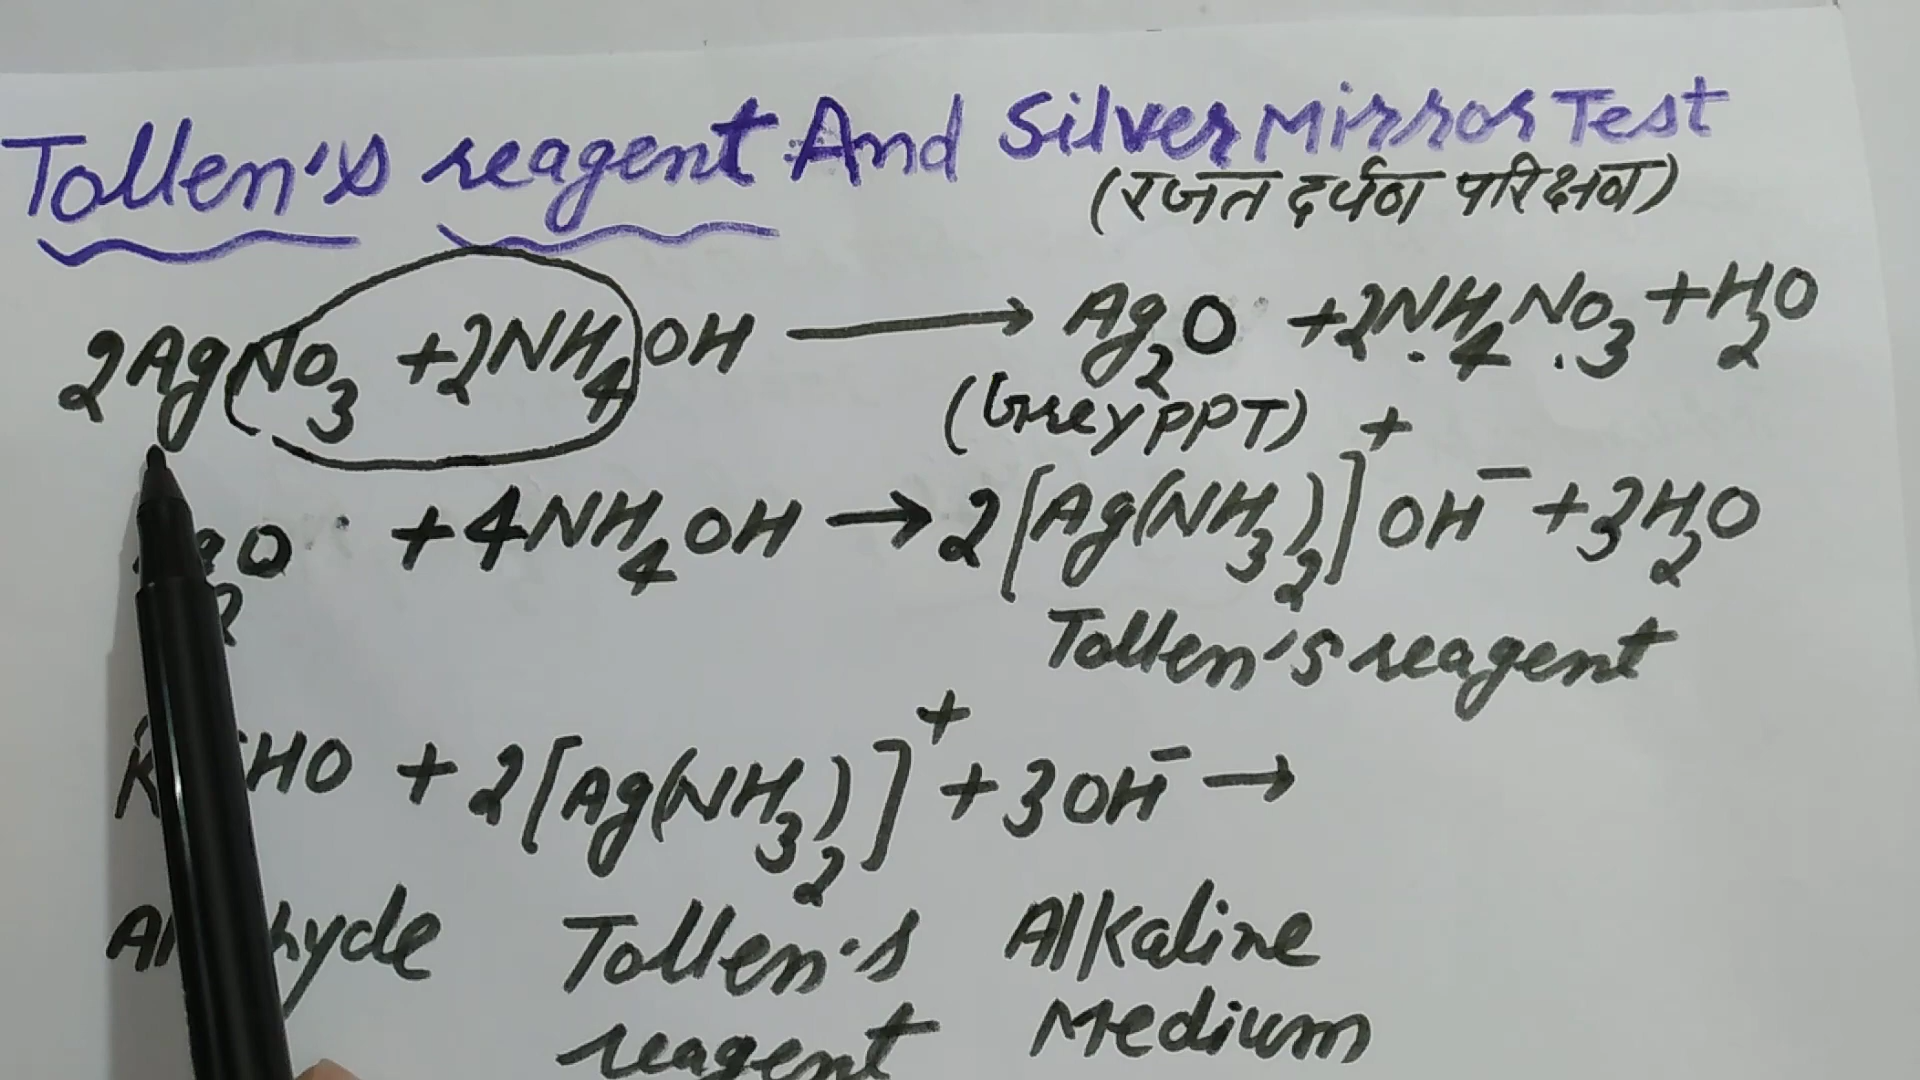 Tollen's reagent And Silver Mirror Test
(रजत दर्पण परिक्षण)
2AgNO3 + 2NH4OH → Ag2O + 2NH4NO3 + H2O
(Grey PPT)
O2 + 4NH4OH → 2[Ag(NH3)2]+ OH− + 3H2O
Tollen's reagent
HO + 2[Ag(NH3)2]+ + 3OH− →
Tollen's Alkaline
reagent Medium